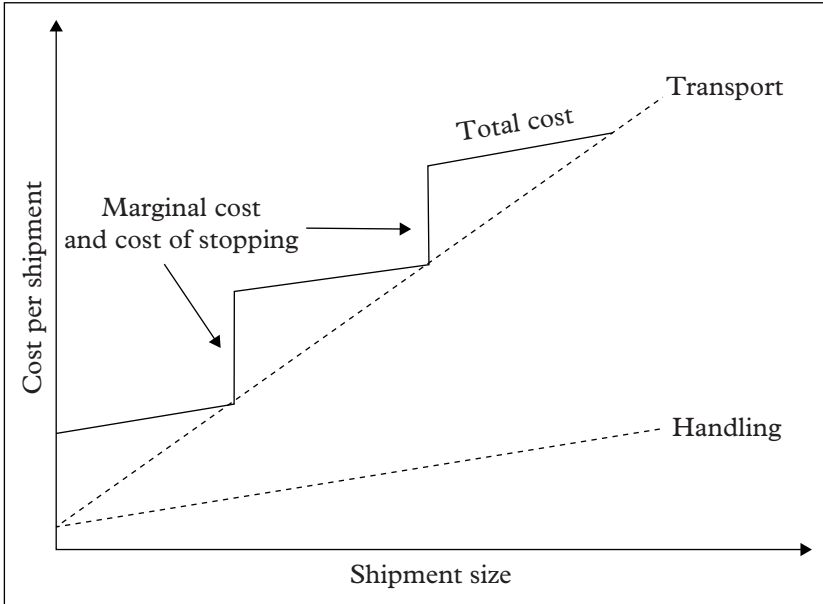 Transport
Total cost
Marginal cost
and cost of stopping
Cost per shipment
Handling
Shipment size